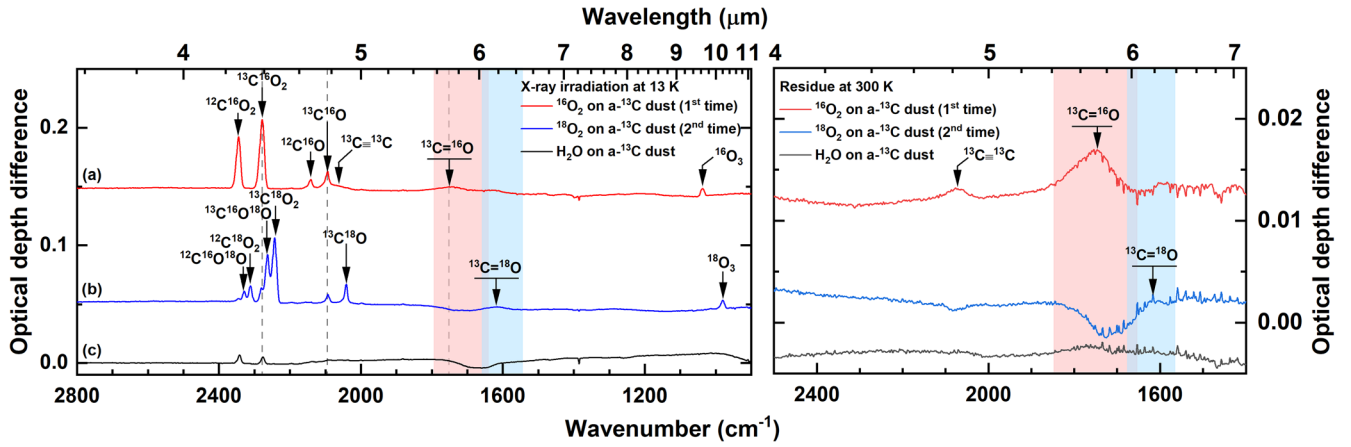 Wavelength (μm)
4 5 6 7 8 9 10 11
4 5 6 7
Optical depth difference
0.2
0.1
0.0
X-ray irradiation at 13 K
¹⁶O₂ on a-¹³C dust (1ˢᵗ time)
¹⁸O₂ on a-¹³C dust (2ⁿᵈ time)
H₂O on a-¹³C dust
¹³C¹⁶O₂
¹²C¹⁶O₂
¹³C¹⁶O
¹²C¹⁶O
¹³C≡¹³C
¹³C=¹⁶O
¹⁶O₃
(a)
¹³C¹⁸O₂
¹³C¹⁶O¹⁸O
¹²C¹⁸O₂
¹²C¹⁶O¹⁸O
¹³C¹⁸O
¹³C=¹⁸O
¹⁸O₃
(b)
(c)
2800 2400 2000 1600 1200
Residue at 300 K
¹⁶O₂ on a-¹³C dust (1ˢᵗ time)
¹⁸O₂ on a-¹³C dust (2ⁿᵈ time)
H₂O on a-¹³C dust
¹³C=¹⁶O
¹³C≡¹³C
¹³C=¹⁸O
0.02
0.01
0.00
Optical depth difference
2400 2000 1600
Wavenumber (cm⁻¹)